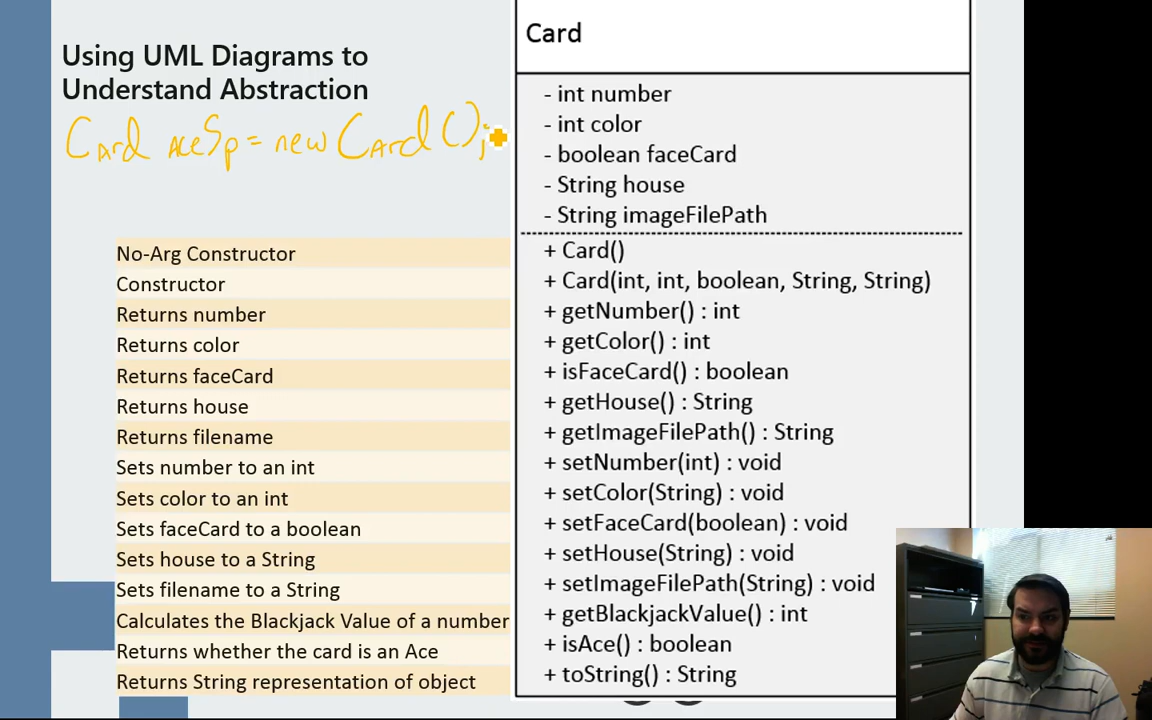 Using UML Diagrams to
Understand Abstraction
Card aceSp = new Card();
No-Arg Constructor
Constructor
Returns number
Returns color
Returns faceCard
Returns house
Returns filename
Sets number to an int
Sets color to an int
Sets faceCard to a boolean
Sets house to a String
Sets filename to a String
Calculates the Blackjack Value of a number
Returns whether the card is an Ace
Returns String representation of object
Card
- int number
- int color
- boolean faceCard
- String house
- String imageFilePath
+ Card()
+ Card(int, int, boolean, String, String)
+ getNumber() : int
+ getColor() : int
+ isFaceCard() : boolean
+ getHouse() : String
+ getImageFilePath() : String
+ setNumber(int) : void
+ setColor(String) : void
+ setFaceCard(boolean) : void
+ setHouse(String) : void
+ setImageFilePath(String) : void
+ getBlackjackValue() : int
+ isAce() : boolean
+ toString() : String